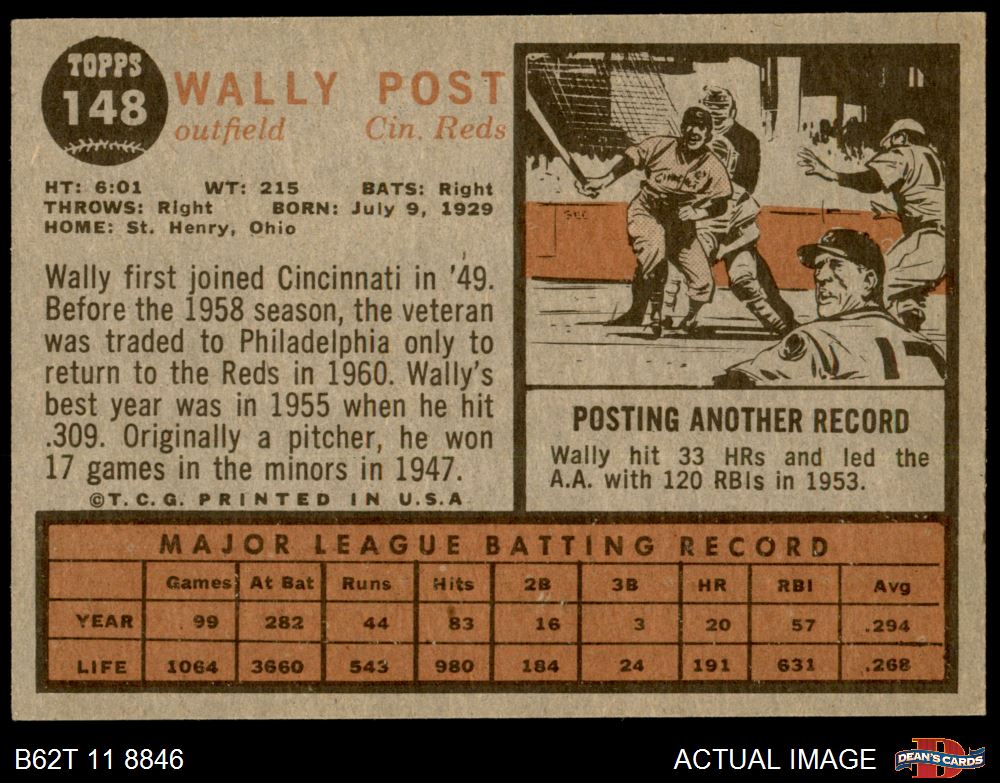 TOPPS
148
WALLY POST
outfield Cin. Reds
HT: 6:01 WT: 215 BATS: Right
THROWS: Right BORN: July 9, 1929
HOME: St. Henry, Ohio
Wally first joined Cincinnati in '49.
Before the 1958 season, the veteran
was traded to Philadelphia only to
return to the Reds in 1960. Wally's
best year was in 1955 when he hit
.309. Originally a pitcher, he won
17 games in the minors in 1947.
©T.C.G. PRINTED IN U.S.A.
SEC
17
POSTING ANOTHER RECORD
Wally hit 33 HRs and led the
A.A. with 120 RBIs in 1953.
MAJOR LEAGUE BATTING RECORD
Games At Bat Runs Hits 2B 3B HR RBI Avg
YEAR 99 282 44 83 16 3 20 57 .294
LIFE 1064 3660 543 980 184 24 191 631 .268
B62T 11 8846
ACTUAL IMAGE
D
DEAN'S CARDS